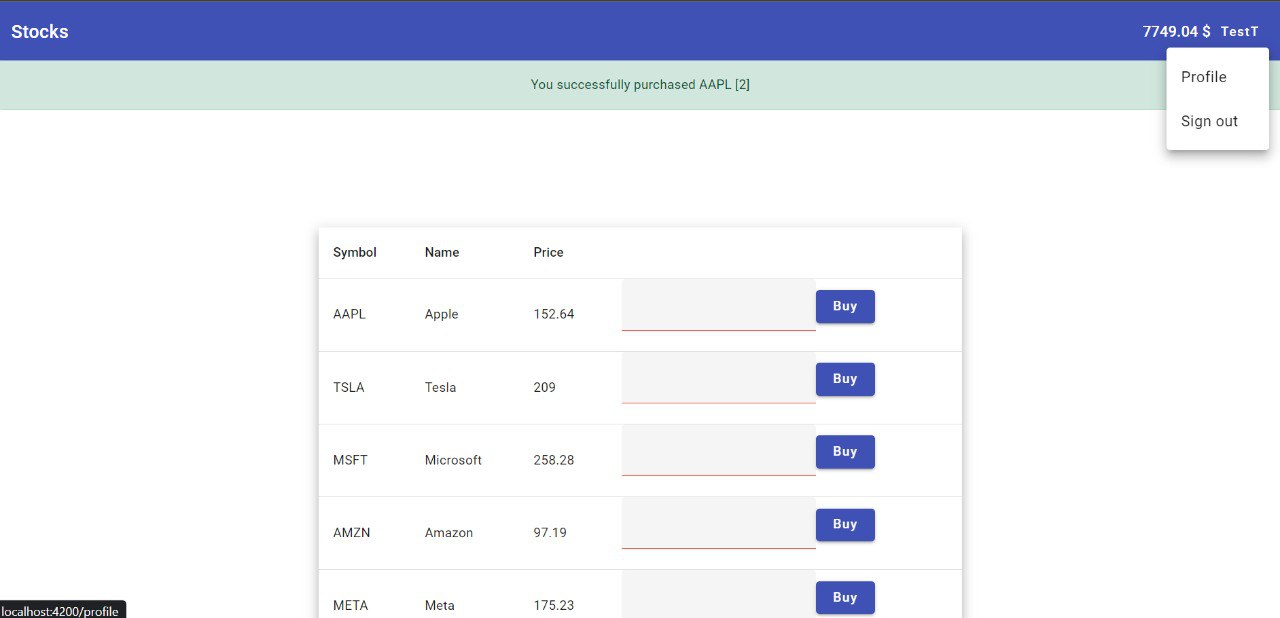 Stocks 7749.04 $ TestT
You successfully purchased AAPL [2]
Profile
Sign out
Symbol Name Price
AAPL Apple 152.64 Buy
TSLA Tesla 209 Buy
MSFT Microsoft 258.28 Buy
AMZN Amazon 97.19 Buy
META Meta 175.23 Buy
localhost:4200/profile